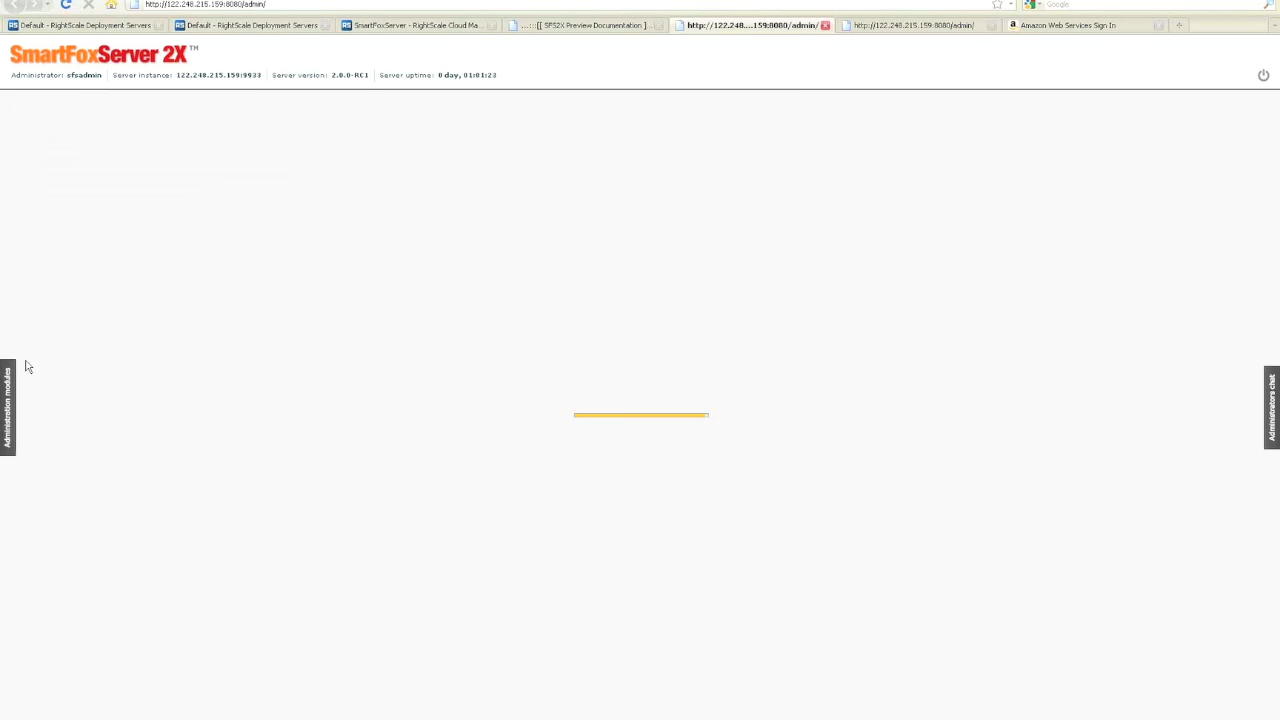 http://122.248.215.159:8080/admin/
Google
Default - RightScale Deployment Servers
Default - RightScale Deployment Servers
SmartFoxServer - RightScale Cloud Ma...
...:::[[ SFS2X Preview Documentation ]...
http://122.248....159:8080/admin/
http://122.248.215.159:8080/admin/
Amazon Web Services Sign In
SmartFoxServer 2X™
Administrator: sfsadmin
Server instance: 122.248.215.159:9933
Server version: 2.0.0-RC1
Server uptime: 0 day, 01:01:23
Administration modules
Administrators chat